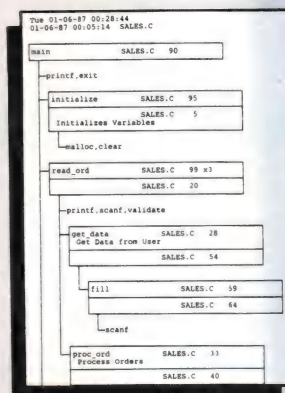 Tue 01-06-87 00:28:44
01-06-87 00:05:14 SALES.C
main SALES.C 90
printf,exit
initialize SALES.C 95
SALES.C 5
Initializes Variables
malloc,clear
read_ord SALES.C 99 x3
SALES.C 20
printf,scanf,validate
get_data SALES.C 28
Get Data from User
SALES.C 54
fill SALES.C 59
SALES.C 64
scanf
proc_ord SALES.C 33
Process Orders
SALES.C 40